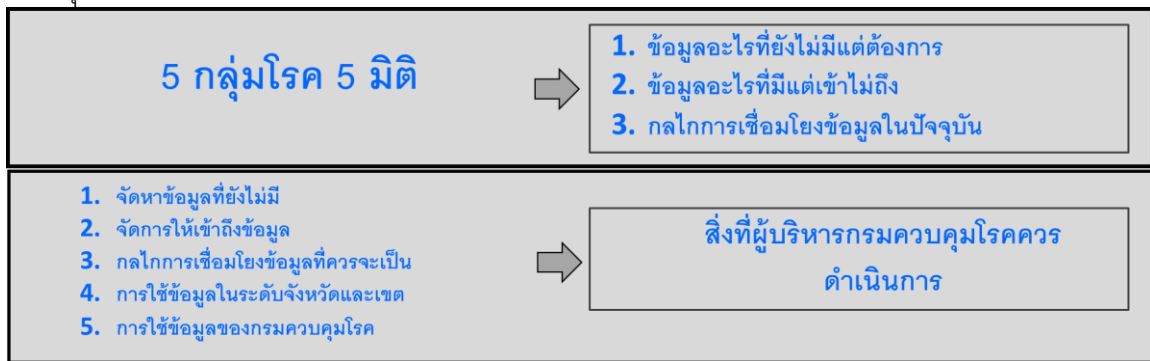 5 กลุ่มโรค 5 มิติ
1. ข้อมูลอะไรที่ยังไม่มีแต่ต้องการ
2. ข้อมูลอะไรที่มีแต่เข้าไม่ถึง
3. กลไกการเชื่อมโยงข้อมูลในปัจจุบัน
1. จัดหาข้อมูลที่ยังไม่มี
2. จัดการให้เข้าถึงข้อมูล
3. กลไกการเชื่อมโยงข้อมูลที่ควรจะเป็น
4. การใช้ข้อมูลในระดับจังหวัดและเขต
5. การใช้ข้อมูลของกรมควบคุมโรค
สิ่งที่ผู้บริหารกรมควบคุมโรคควร
ดำเนินการ